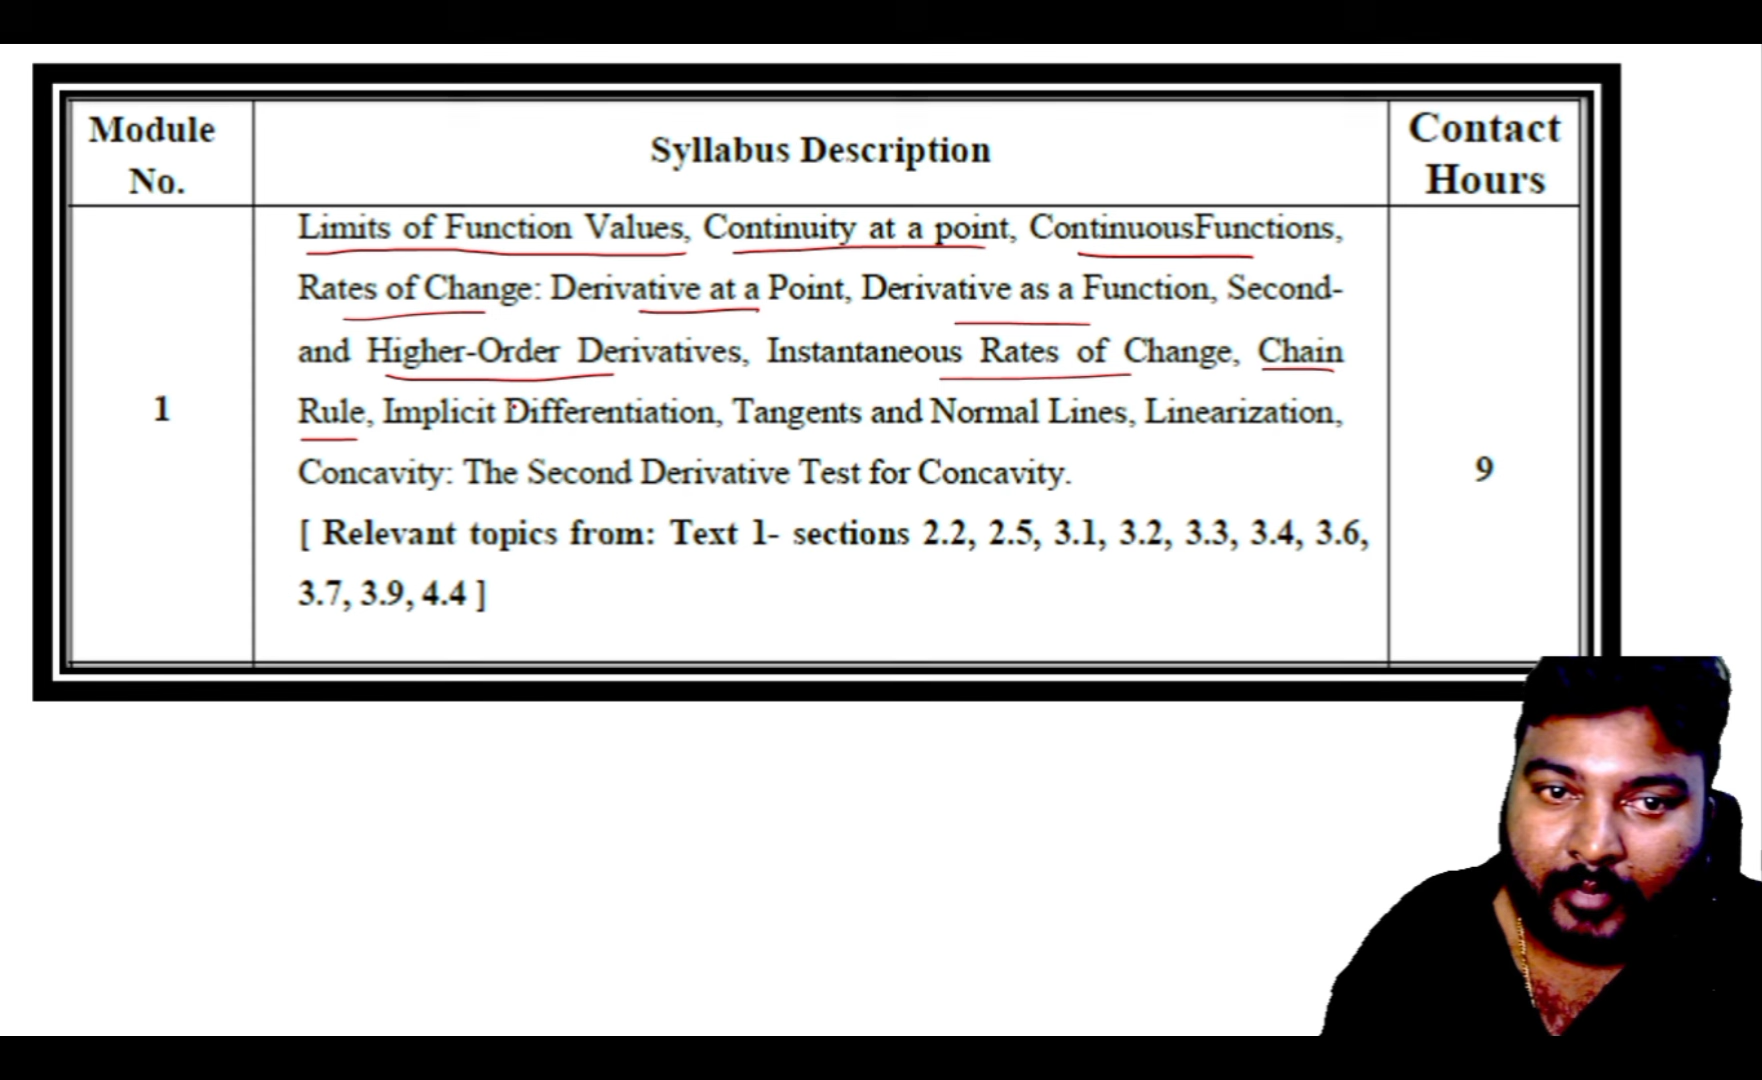 Module
No.
Syllabus Description
Contact
Hours
1
Limits of Function Values, Continuity at a point, ContinuousFunctions,
Rates of Change: Derivative at a Point, Derivative as a Function, Second-
and Higher-Order Derivatives, Instantaneous Rates of Change, Chain
Rule, Implicit Differentiation, Tangents and Normal Lines, Linearization,
Concavity: The Second Derivative Test for Concavity.
[ Relevant topics from: Text 1- sections 2.2, 2.5, 3.1, 3.2, 3.3, 3.4, 3.6,
3.7, 3.9, 4.4 ]
9